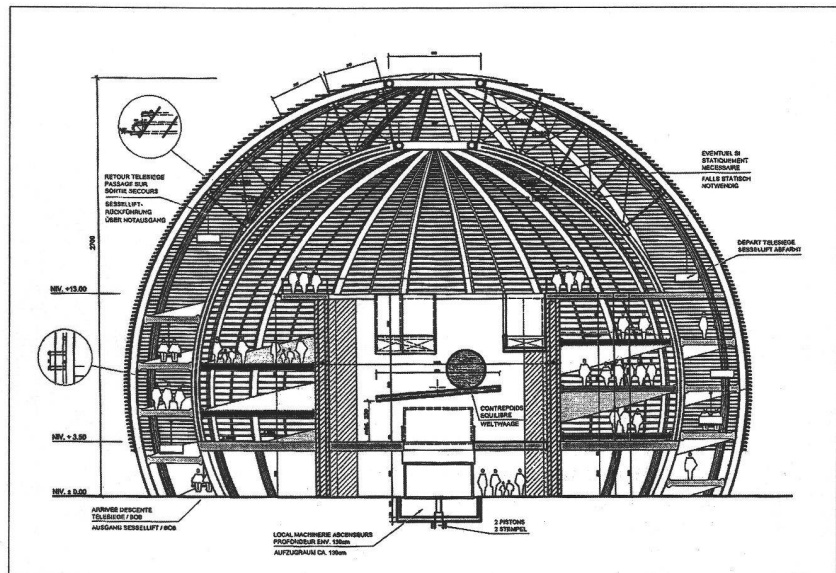 RETOUR TELESIEGE
PASSAGE SUR
SORTIE SECOURS
SESSELLIFT-
RÜCKFÜHRUNG
ÜBER NOTAUSGANG
EVENTUEL SI
STATIQUEMENT
NECESSAIRE
FALLS STATISCH
NOTWENDIG
2700
DEPART TELESIEGE
SESSELLIFT ABFAHRT
NIV. +13.00
CONTREPOIDS
EQUILIBRE
WELTWAAGE
NIV. + 3.50
NIV. ± 0.00
ARRIVEE DESCENTE
TELESIEGE / BOB
AUSGANG SESSELLIFT / BOB
2 PISTONS
2 STEMPEL
LOCAL MACHINERIE ASCENSEURS
PROFONDEUR ENV. 130cm
AUFZUGRAUM CA. 130cm